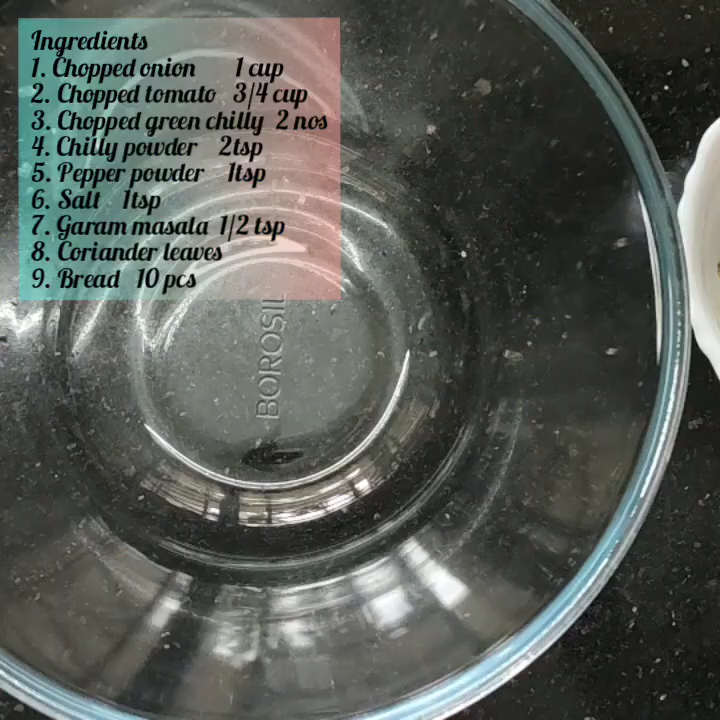 Ingredients
1. Chopped onion 1 cup
2. Chopped tomato 3/4 cup
3. Chopped green chilly 2 nos
4. Chilly powder 2tsp
5. Pepper powder 1tsp
6. Salt 1tsp
7. Garam masala 1/2 tsp
8. Coriander leaves
9. Bread 10 pcs
BOROSIL